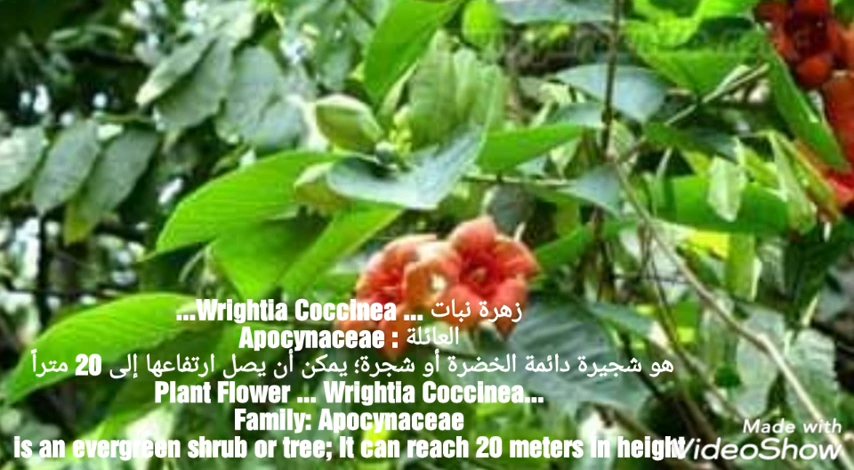 زهرة نبات ... Wrightia Coccinea...
العائلة : Apocynaceae
هو شجيرة دائمة الخضرة أو شجرة؛ يمكن أن يصل ارتفاعها إلى 20 متراً
Plant Flower ... Wrightia Coccinea...
Family: Apocynaceae
Is an evergreen shrub or tree; It can reach 20 meters in height
Made with
VideoShow